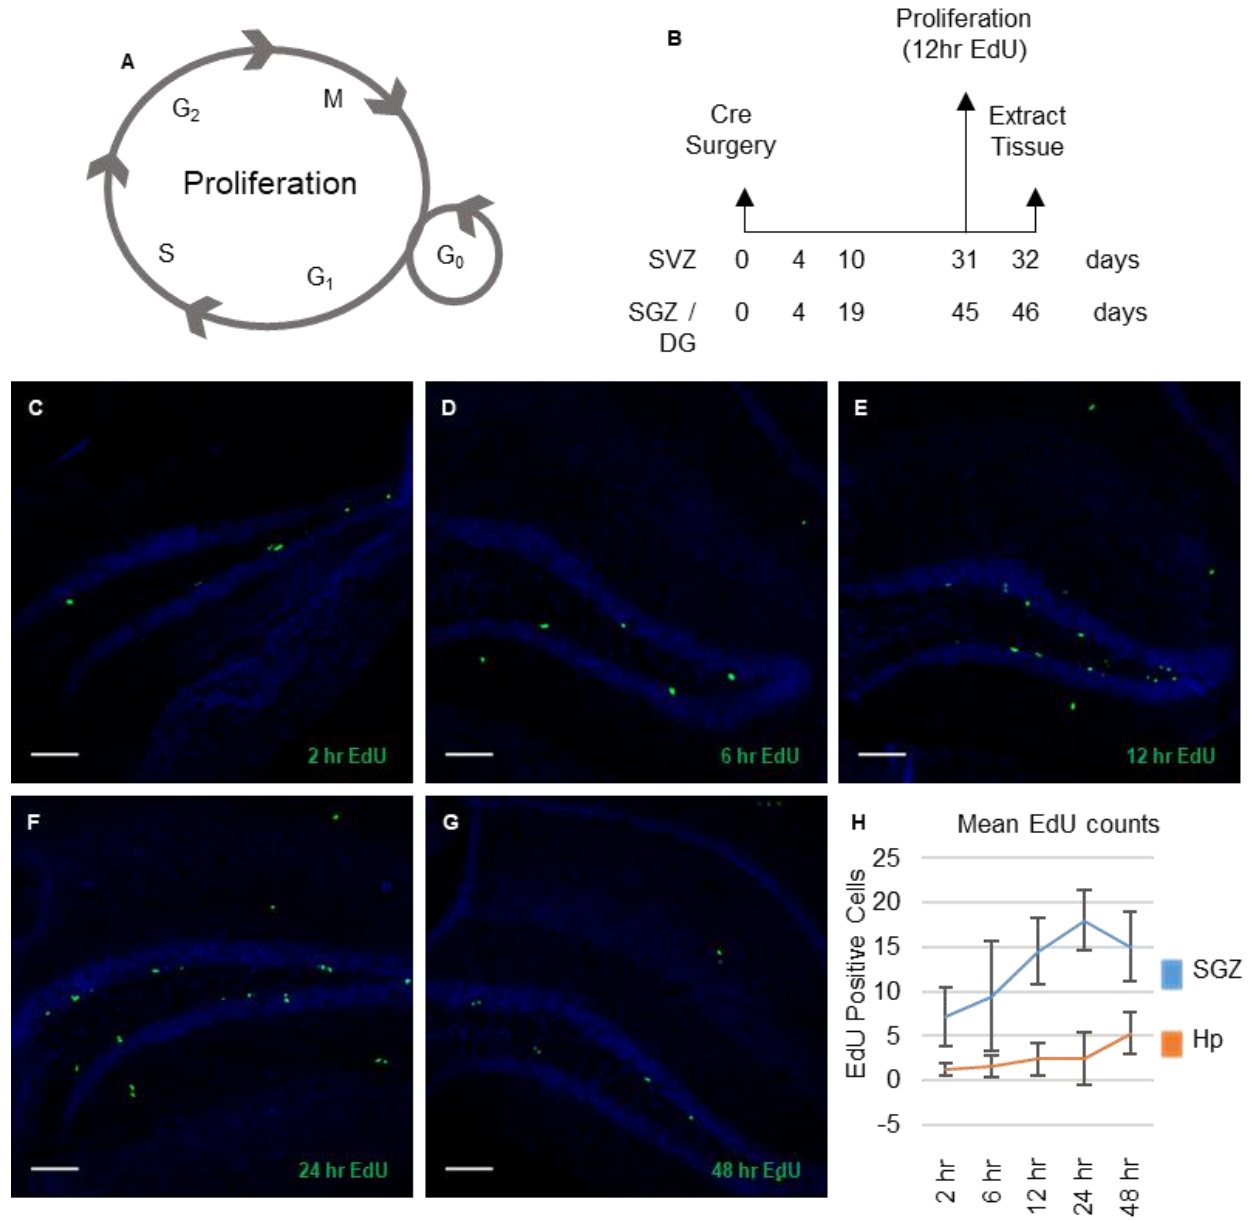 A
G₂
M
Proliferation
S
G₁
G₀
B
Proliferation
(12hr EdU)
Cre
Surgery
Extract
Tissue
SVZ 0 4 10 31 32 days
SGZ / 0 4 19 45 46 days
DG
C
2 hr EdU
D
6 hr EdU
E
12 hr EdU
F
24 hr EdU
G
48 hr EdU
H
Mean EdU counts
EdU Positive Cells
25
20
15
10
5
0
-5
2 hr
6 hr
12 hr
24 hr
48 hr
SGZ
Hp